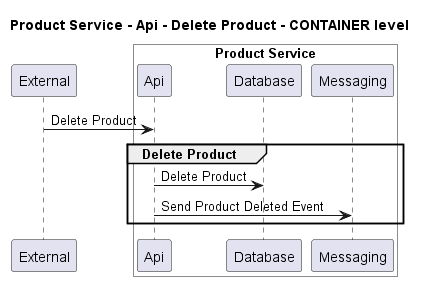 Product Service - Api - Delete Product - CONTAINER level
Product Service
External Api Database Messaging
Delete Product
Delete Product
Delete Product
Send Product Deleted Event
External Api Database Messaging